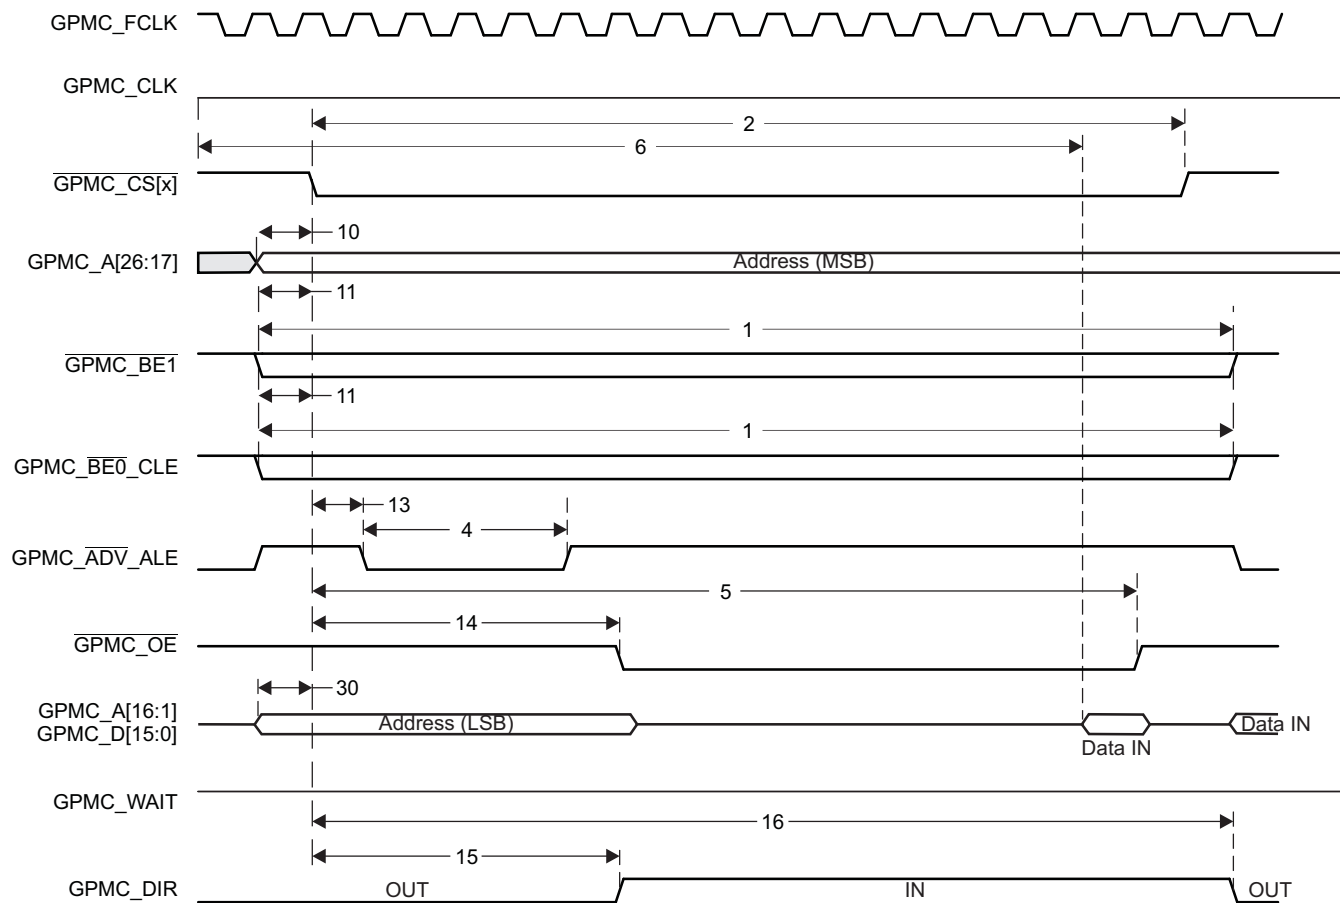 GPMC_FCLK
GPMC_CLK
2
6
GPMC_CS[x]
10
GPMC_A[26:17]
Address (MSB)
11
1
GPMC_BE1
11
1
GPMC_BE0_CLE
13
4
GPMC_ADV_ALE
5
14
GPMC_OE
30
GPMC_A[16:1]
GPMC_D[15:0]
Address (LSB)
Data IN
Data IN
GPMC_WAIT
16
15
GPMC_DIR
OUT
IN
OUT